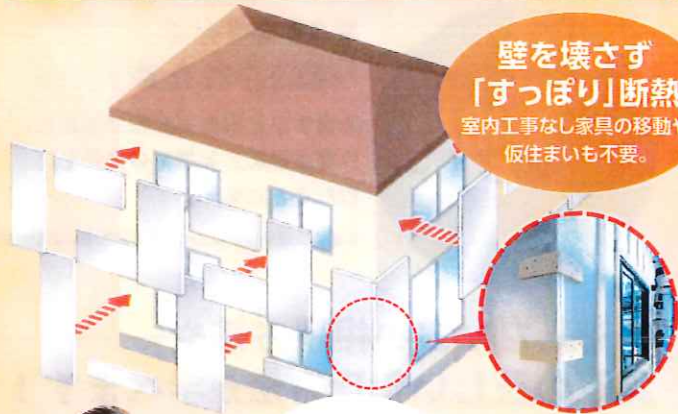 壁を壊さず
「すっぽり」断熱
室内工事なし家具の移動や
仮住まいも不要。